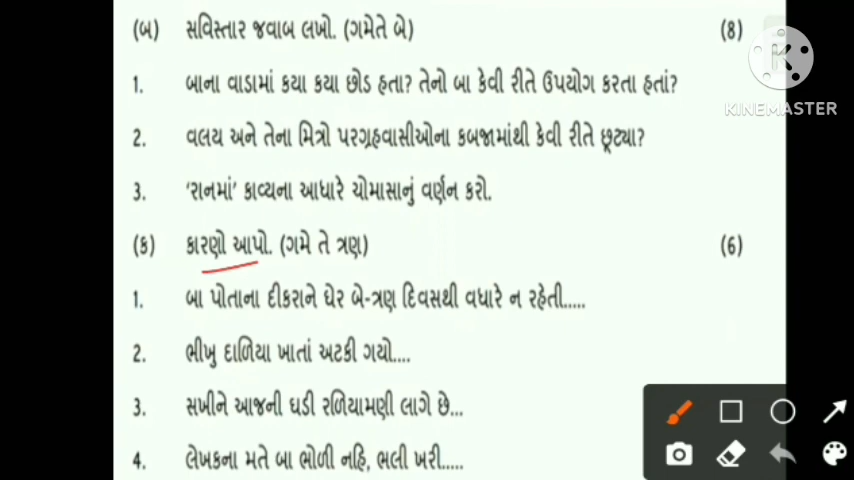 (બ) સવિસ્તાર જવાબ લખો. (ગમેતે બે) (8)
KINEMASTER
1. બાના વાડામાં કયા કયા છોડ હતા? તેનો બા કેવી રીતે ઉપયોગ કરતા હતાં?
2. વલય અને તેના મિત્રો પરગ્રહવાસીઓના કબજામાંથી કેવી રીતે છૂટ્યા?
3. ‘રાનમાં’ કાવ્યના આધારે ચોમાસાનું વર્ણન કરો.
(ક) કારણો આપો. (ગમે તે ત્રણ) (6)
1. બા પોતાના દીકરાને ઘેર બે-ત્રણ દિવસથી વધારે ન રહેતી.....
2. ભીખુ દાળિયા ખાતાં અટકી ગયો....
3. સખીને આજની ઘડી રળિયામણી લાગે છે...
4. લેખકના મતે બા ભોળી નહિ, ભલી ખરી.....